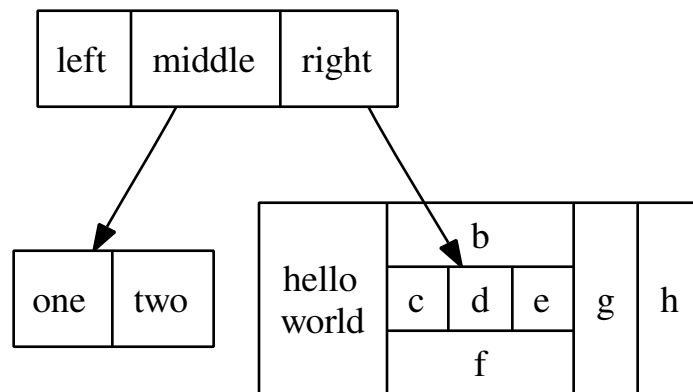 left middle right
one two
hello
world
b
c d e
f
g
h